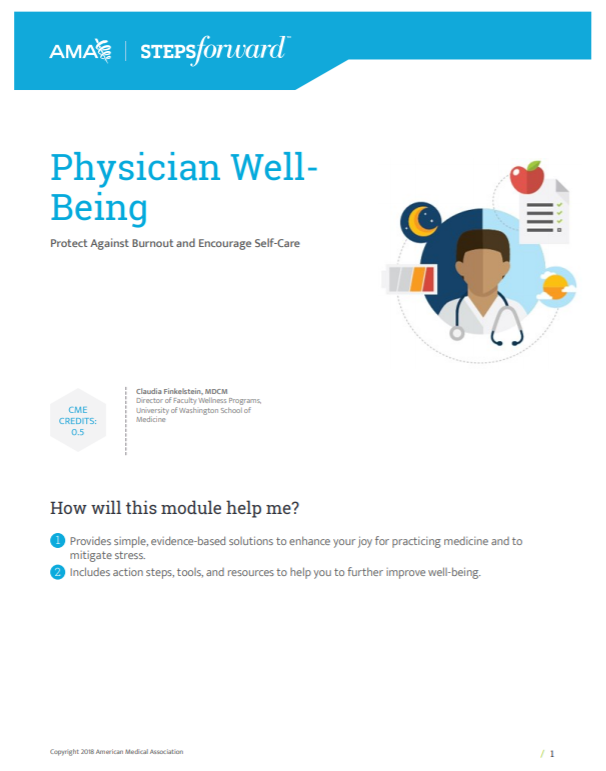 AMA | STEPSforward™
Physician Well-
Being
Protect Against Burnout and Encourage Self-Care
CME
CREDITS:
0.5
Claudia Finkelstein, MDCM
Director of Faculty Wellness Programs,
University of Washington School of
Medicine
How will this module help me?
1 Provides simple, evidence-based solutions to enhance your joy for practicing medicine and to
mitigate stress.
2 Includes action steps, tools, and resources to help you to further improve well-being.
Copyright 2018 American Medical Association
/ 1